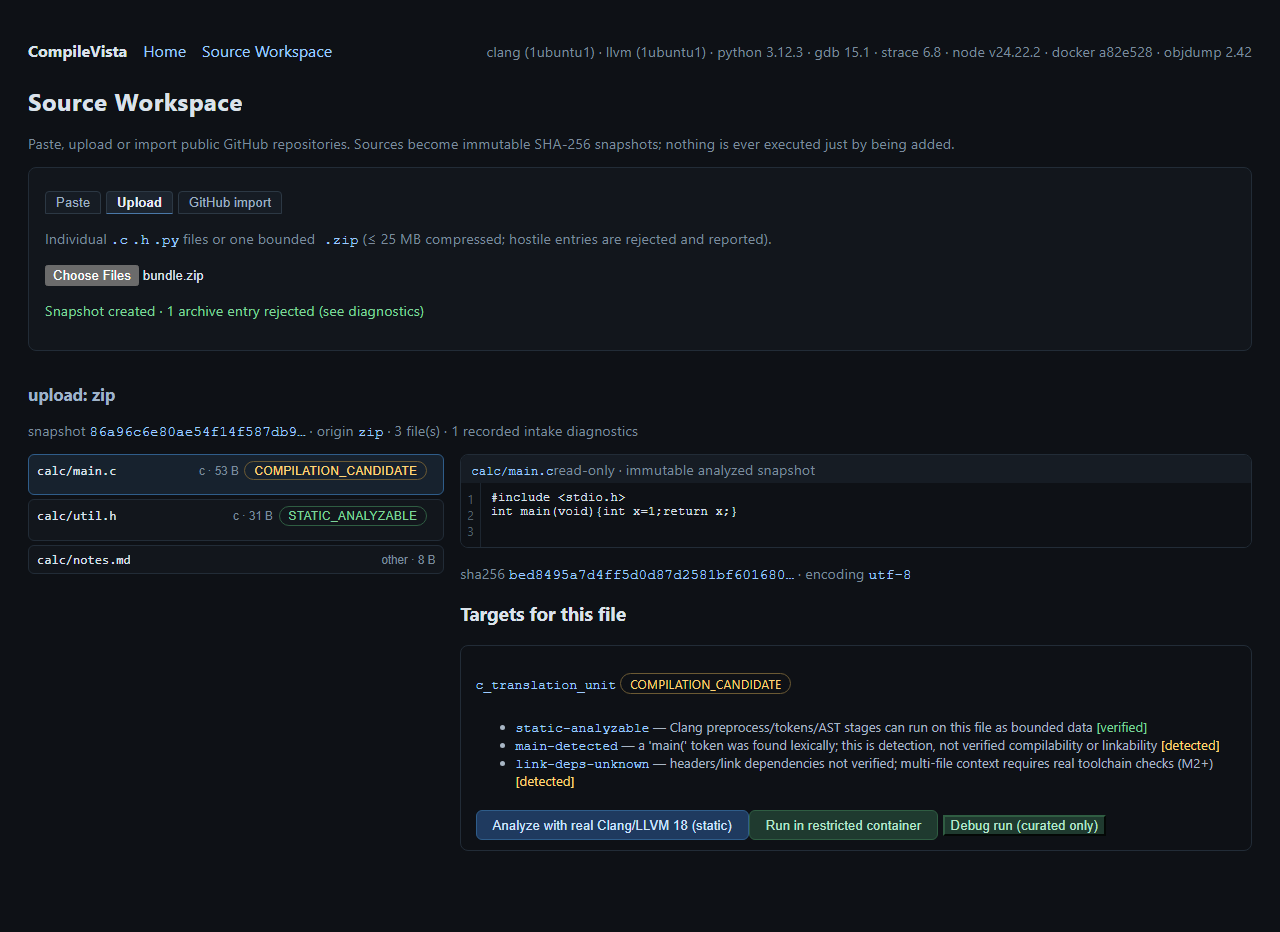 CompileVista Home Source Workspace clang (1ubuntu1) · llvm (1ubuntu1) · python 3.12.3 · gdb 15.1 · strace 6.8 · node v24.22.2 · docker a82e528 · objdump 2.42
Source Workspace
Paste, upload or import public GitHub repositories. Sources become immutable SHA-256 snapshots; nothing is ever executed just by being added.
Paste Upload GitHub import
Individual .c .h .py files or one bounded .zip (≤ 25 MB compressed; hostile entries are rejected and reported).
Choose Files bundle.zip
Snapshot created · 1 archive entry rejected (see diagnostics)
upload: zip
snapshot 86a96c6e80ae54f14f587db9… · origin zip · 3 file(s) · 1 recorded intake diagnostics
calc/main.c c · 53 B COMPILATION_CANDIDATE
calc/util.h c · 31 B STATIC_ANALYZABLE
calc/notes.md other · 8 B
calc/main.cread-only · immutable analyzed snapshot
1 #include <stdio.h>
2 int main(void){int x=1;return x;}
3
sha256 bed8495a7d4ff5d0d87d2581bf601680… · encoding utf-8
Targets for this file
c_translation_unit COMPILATION_CANDIDATE
• static-analyzable — Clang preprocess/tokens/AST stages can run on this file as bounded data [verified]
• main-detected — a 'main(' token was found lexically; this is detection, not verified compilability or linkability [detected]
• link-deps-unknown — headers/link dependencies not verified; multi-file context requires real toolchain checks (M2+)
[detected]
Analyze with real Clang/LLVM 18 (static) Run in restricted container Debug run (curated only)